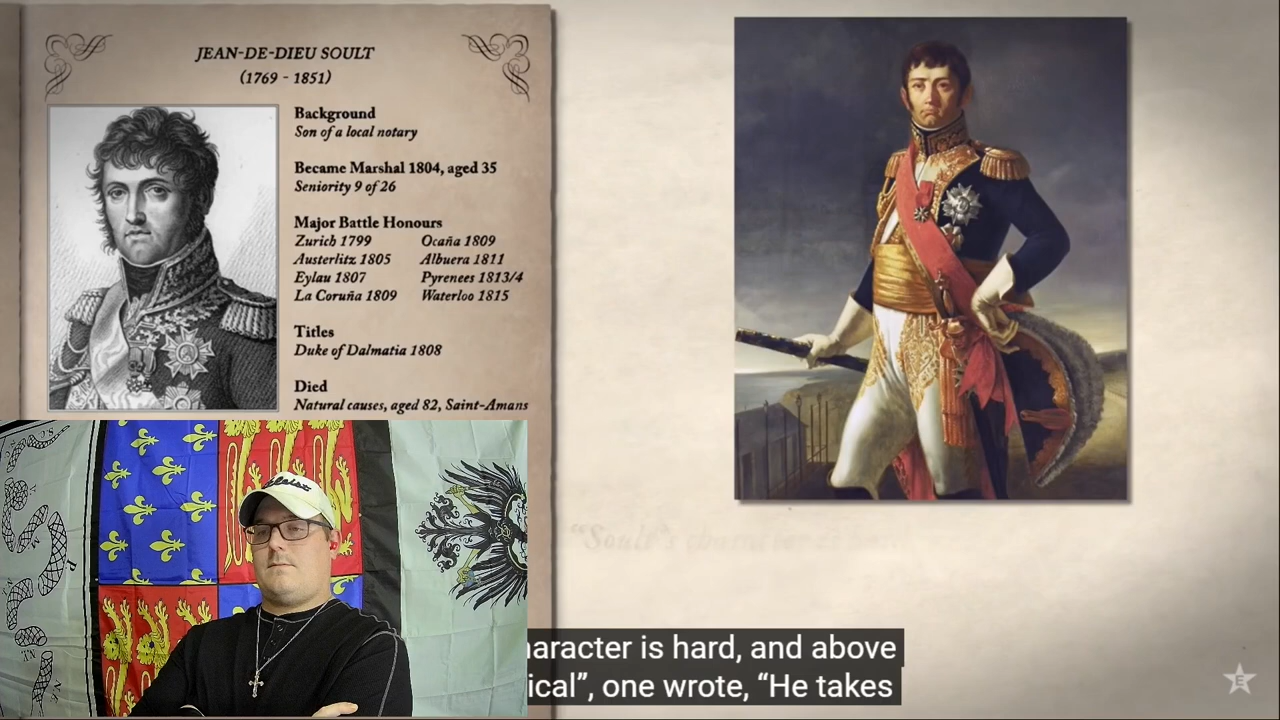 JEAN-DE-DIEU SOULT
(1769 - 1851)
Background
Son of a local notary
Became Marshal 1804, aged 35
Seniority 9 of 26
Major Battle Honours
Zurich 1799 Ocaña 1809
Austerlitz 1805 Albuera 1811
Eylau 1807 Pyrenees 1813/4
La Coruña 1809 Waterloo 1815
Titles
Duke of Dalmatia 1808
Died
Natural causes, aged 82, Saint-Amans
"Soult's character is
haracter is hard, and above
ical”, one wrote, “He takes
E